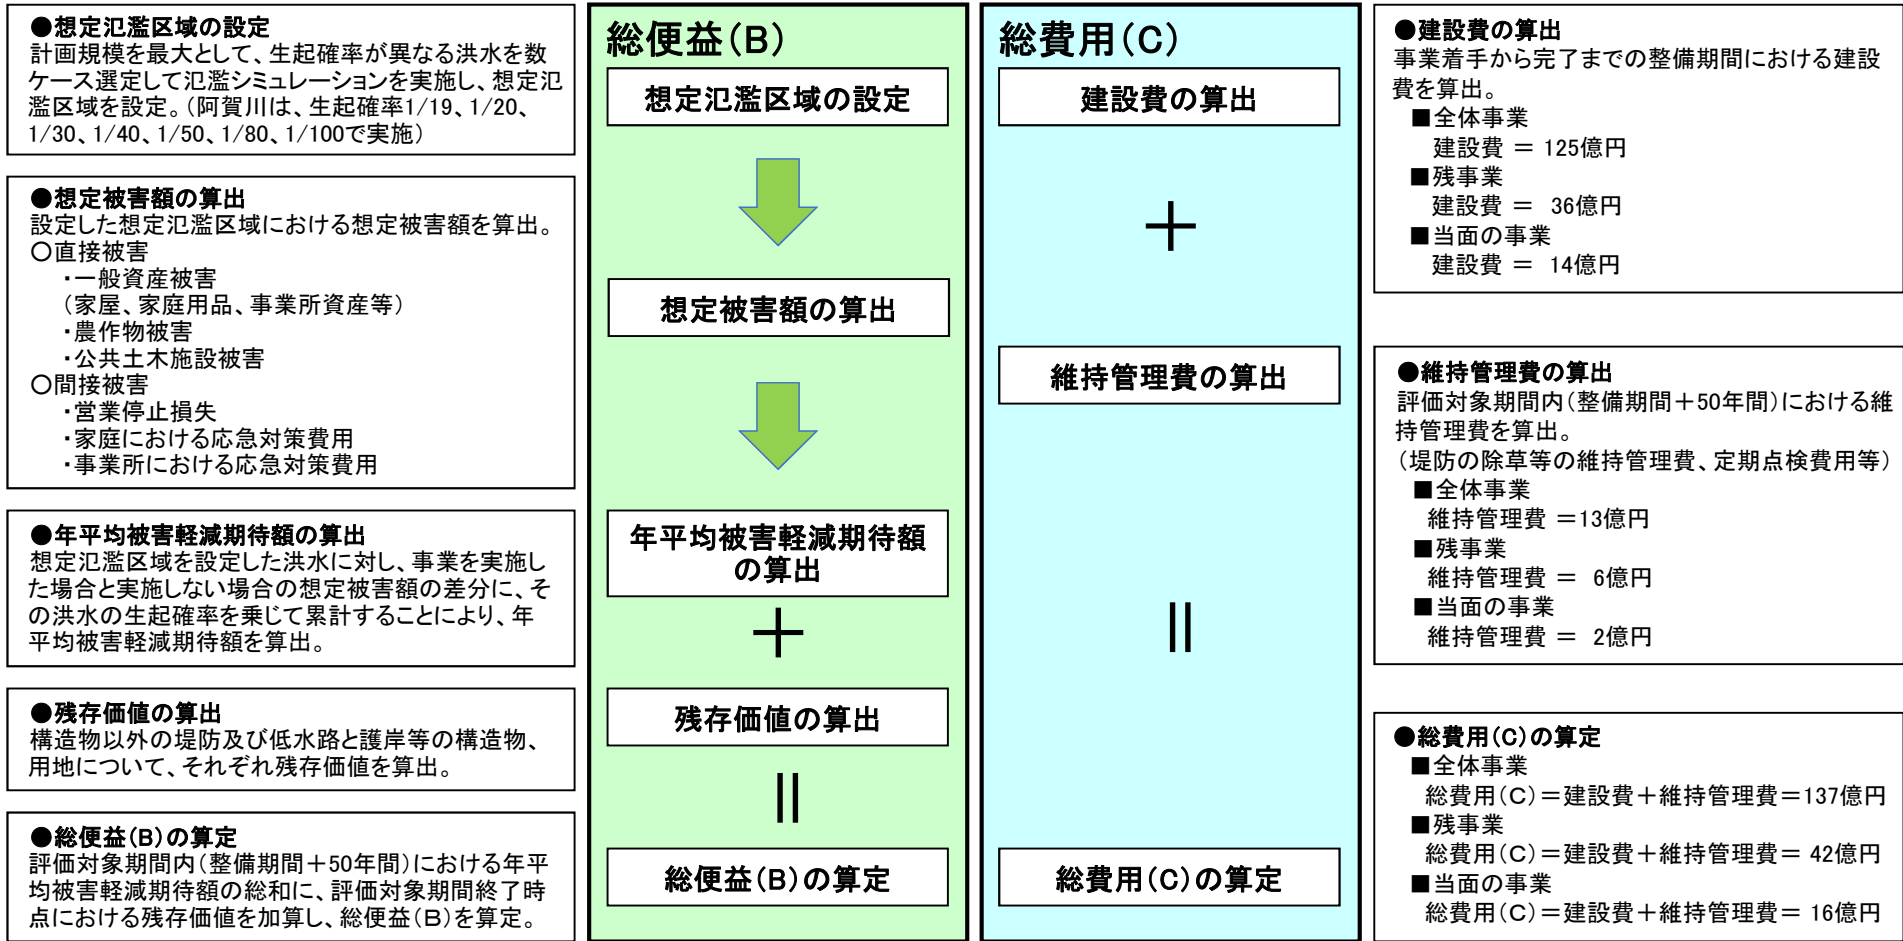 ●想定氾濫区域の設定
計画規模を最大として、生起確率が異なる洪水を数
ケース選定して氾濫シミュレーションを実施し、想定氾
濫区域を設定。（阿賀川は、生起確率1/19、1/20、
1/30、1/40、1/50、1/80、1/100で実施）
●想定被害額の算出
設定した想定氾濫区域における想定被害額を算出。
○直接被害
・一般資産被害
（家屋、家庭用品、事業所資産等）
・農作物被害
・公共土木施設被害
○間接被害
・営業停止損失
・家庭における応急対策費用
・事業所における応急対策費用
●年平均被害軽減期待額の算出
想定氾濫区域を設定した洪水に対し、事業を実施し
た場合と実施しない場合の想定被害額の差分に、そ
の洪水の生起確率を乗じて累計することにより、年
平均被害軽減期待額を算出。
●残存価値の算出
構造物以外の堤防及び低水路と護岸等の構造物、
用地について、それぞれ残存価値を算出。
●総便益(B)の算定
評価対象期間内（整備期間＋50年間）における年平
均被害軽減期待額の総和に、評価対象期間終了時
点における残存価値を加算し、総便益（B）を算定。
総便益(B)
想定氾濫区域の設定
想定被害額の算出
年平均被害軽減期待額
の算出
＋
残存価値の算出
||
総便益(B)の算定
総費用(C)
建設費の算出
＋
維持管理費の算出
||
総費用(C)の算定
●建設費の算出
事業着手から完了までの整備期間における建設
費を算出。
■全体事業
建設費 ＝ 125億円
■残事業
建設費 ＝ 36億円
■当面の事業
建設費 ＝ 14億円
●維持管理費の算出
評価対象期間内（整備期間＋50年間）における維
持管理費を算出。
（堤防の除草等の維持管理費、定期点検費用等）
■全体事業
維持管理費 ＝13億円
■残事業
維持管理費 ＝ 6億円
■当面の事業
維持管理費 ＝ 2億円
●総費用(C)の算定
■全体事業
総費用(C)＝建設費＋維持管理費＝137億円
■残事業
総費用(C)＝建設費＋維持管理費＝ 42億円
■当面の事業
総費用(C)＝建設費＋維持管理費＝ 16億円